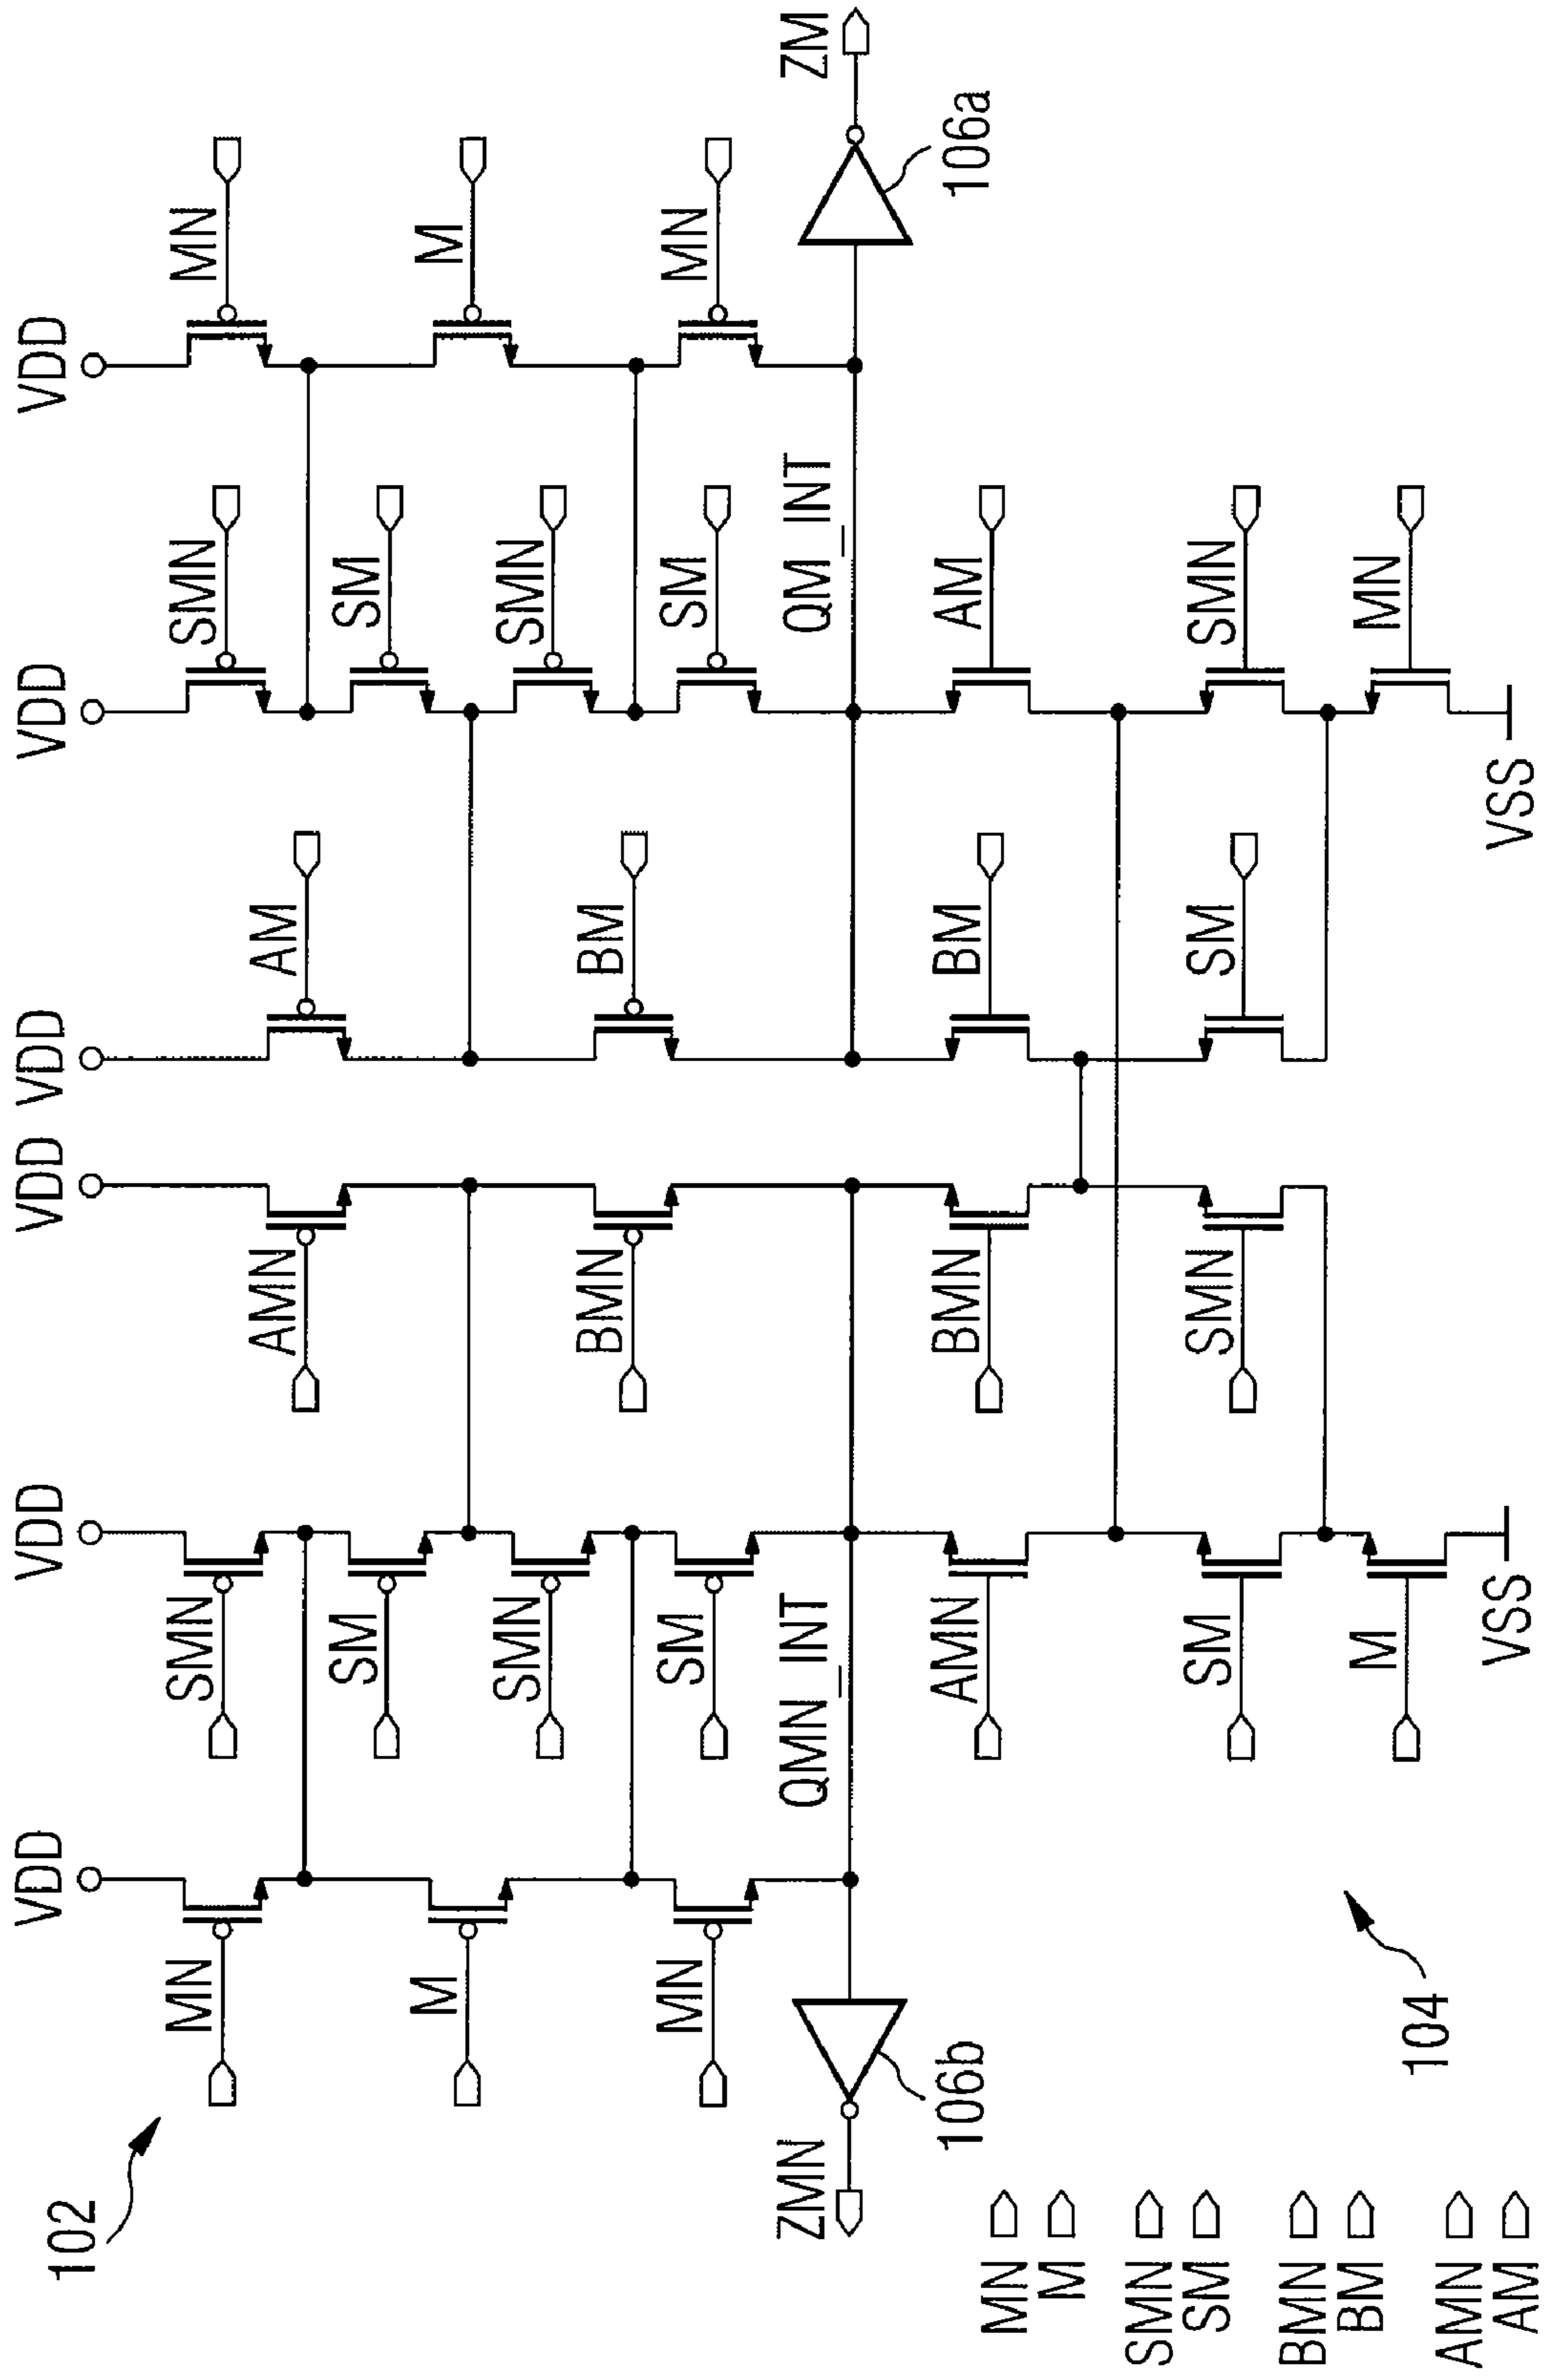 VDD VDD VDD VDD VDD VDD
102
MN SMN SMN MN
AMN AM
SM SM
M M
SMN SMN
BMN BM
MN SM SM MN
ZMN QMN_INT QM_INT ZM
106b AMN BMN BM AM 106a
MN
M
SMN
SM SM SMN SM SMN
BMN
BM M MN
104
AMN
AM VSS VSS